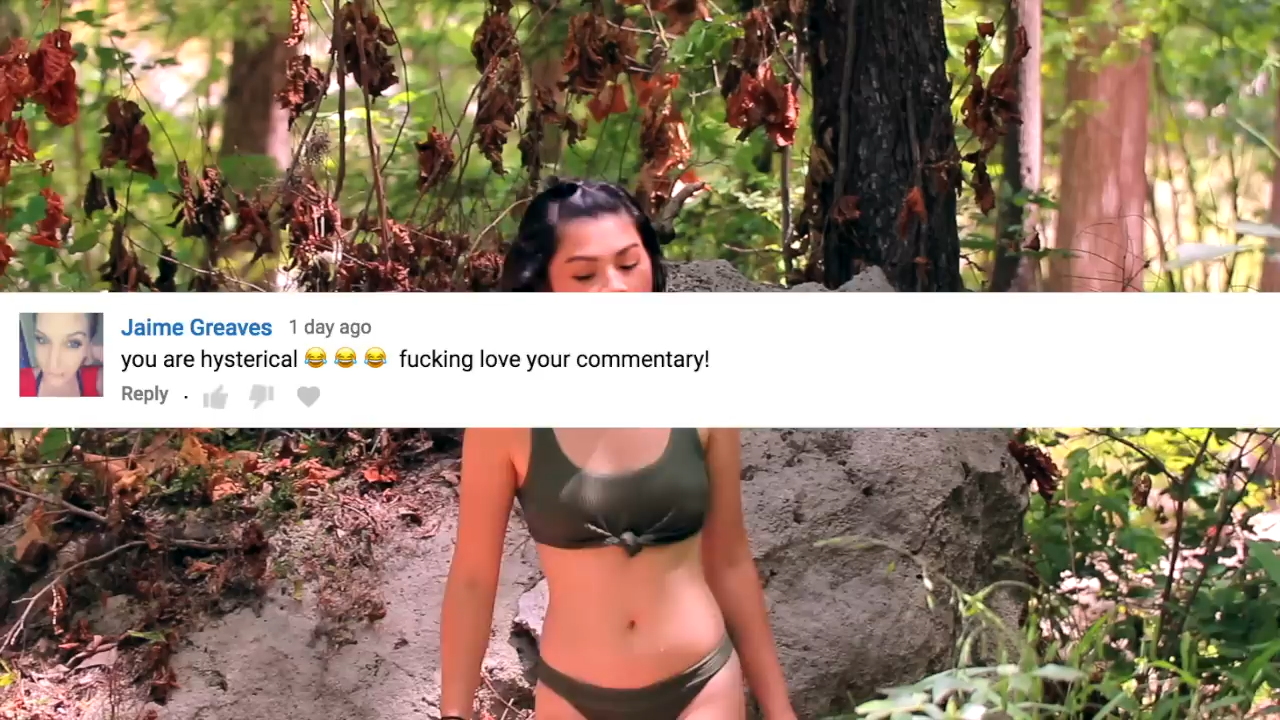 Jaime Greaves 1 day ago
you are hysterical 😂 😂 😂 fucking love your commentary!
Reply .